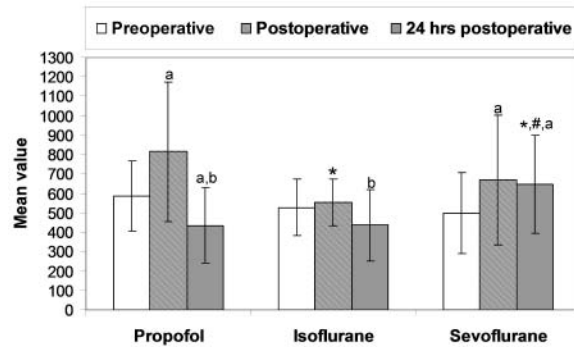 Preoperative Postoperative 24 hrs postoperative
1300
1200
1100
1000
900
800
700
600
500
400
300
200
100
0
Mean value
a
a,b
*
b
a
*,#,a
Propofol Isoflurane Sevoflurane